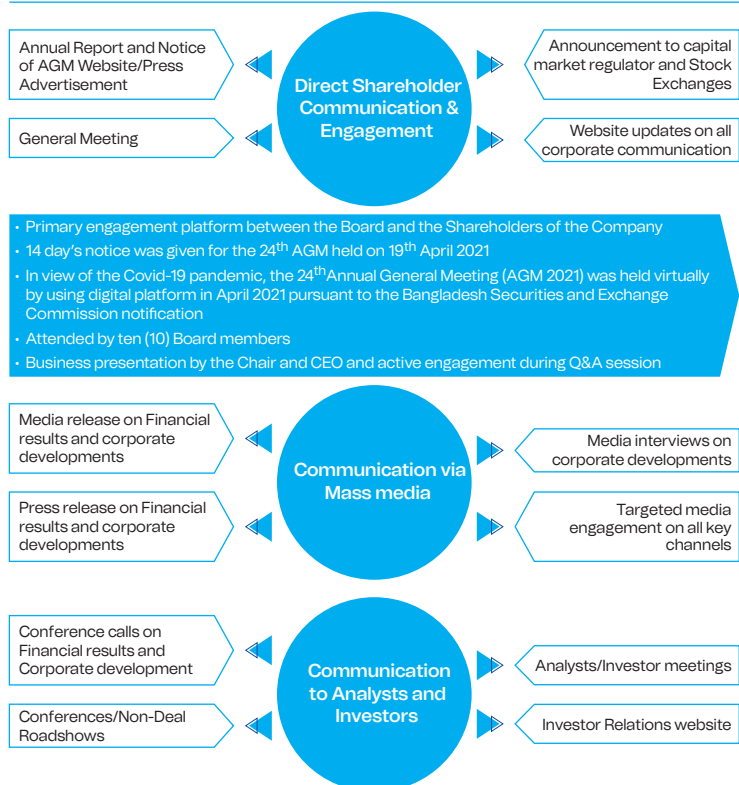 Annual Report and Notice
of AGM Website/Press
Advertisement
General Meeting
Direct Shareholder
Communication &
Engagement
Announcement to capital
market regulator and Stock
Exchanges
Website updates on all
corporate communication
• Primary engagement platform between the Board and the Shareholders of the Company
• 14 day's notice was given for the 24th AGM held on 19th April 2021
• In view of the Covid-19 pandemic, the 24thAnnual General Meeting (AGM 2021) was held virtually
by using digital platform in April 2021 pursuant to the Bangladesh Securities and Exchange
Commission notification
• Attended by ten (10) Board members
• Business presentation by the Chair and CEO and active engagement during Q&A session
Media release on Financial
results and corporate
developments
Press release on Financial
results and corporate
developments
Communication via
Mass media
Media interviews on
corporate developments
Targeted media
engagement on all key
channels
Conference calls on
Financial results and
Corporate development
Conferences/Non-Deal
Roadshows
Communication
to Analysts and
Investors
Analysts/Investor meetings
Investor Relations website